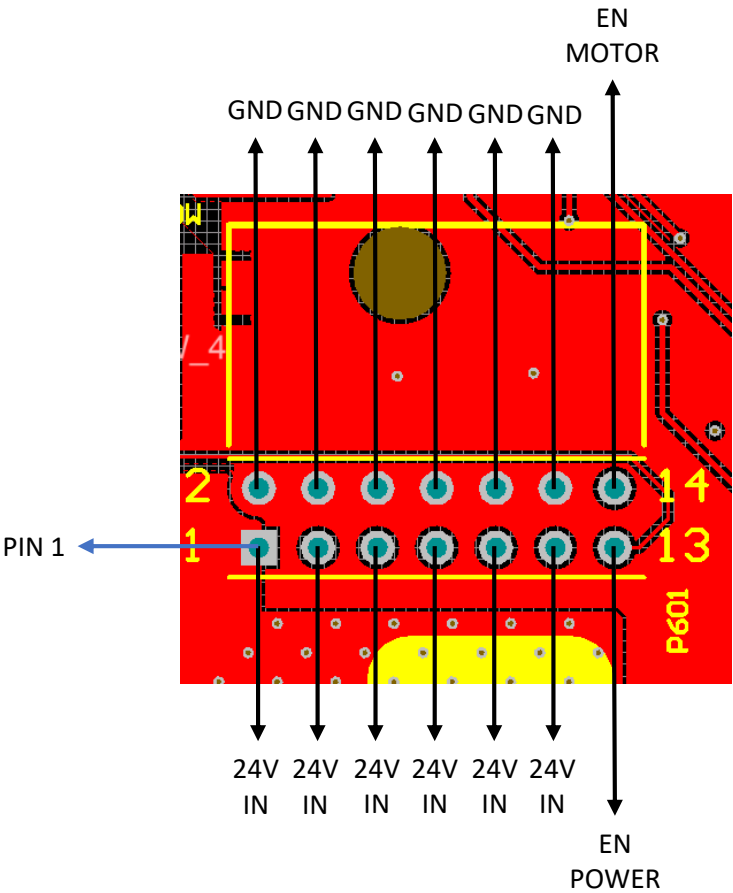 EN
MOTOR
GND GND GND GND GND GND
2 14
PIN 1 1 13
P601
24V 24V 24V 24V 24V 24V
IN IN IN IN IN IN
EN
POWER